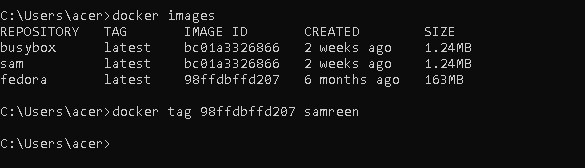 C:\Users\acer>docker images
REPOSITORY   TAG       IMAGE ID       CREATED        SIZE
busybox      latest    bc01a3326866   2 weeks ago    1.24MB
sam          latest    bc01a3326866   2 weeks ago    1.24MB
fedora       latest    98ffdbffd207   6 months ago   163MB
C:\Users\acer>docker tag 98ffdbffd207 samreen
C:\Users\acer>